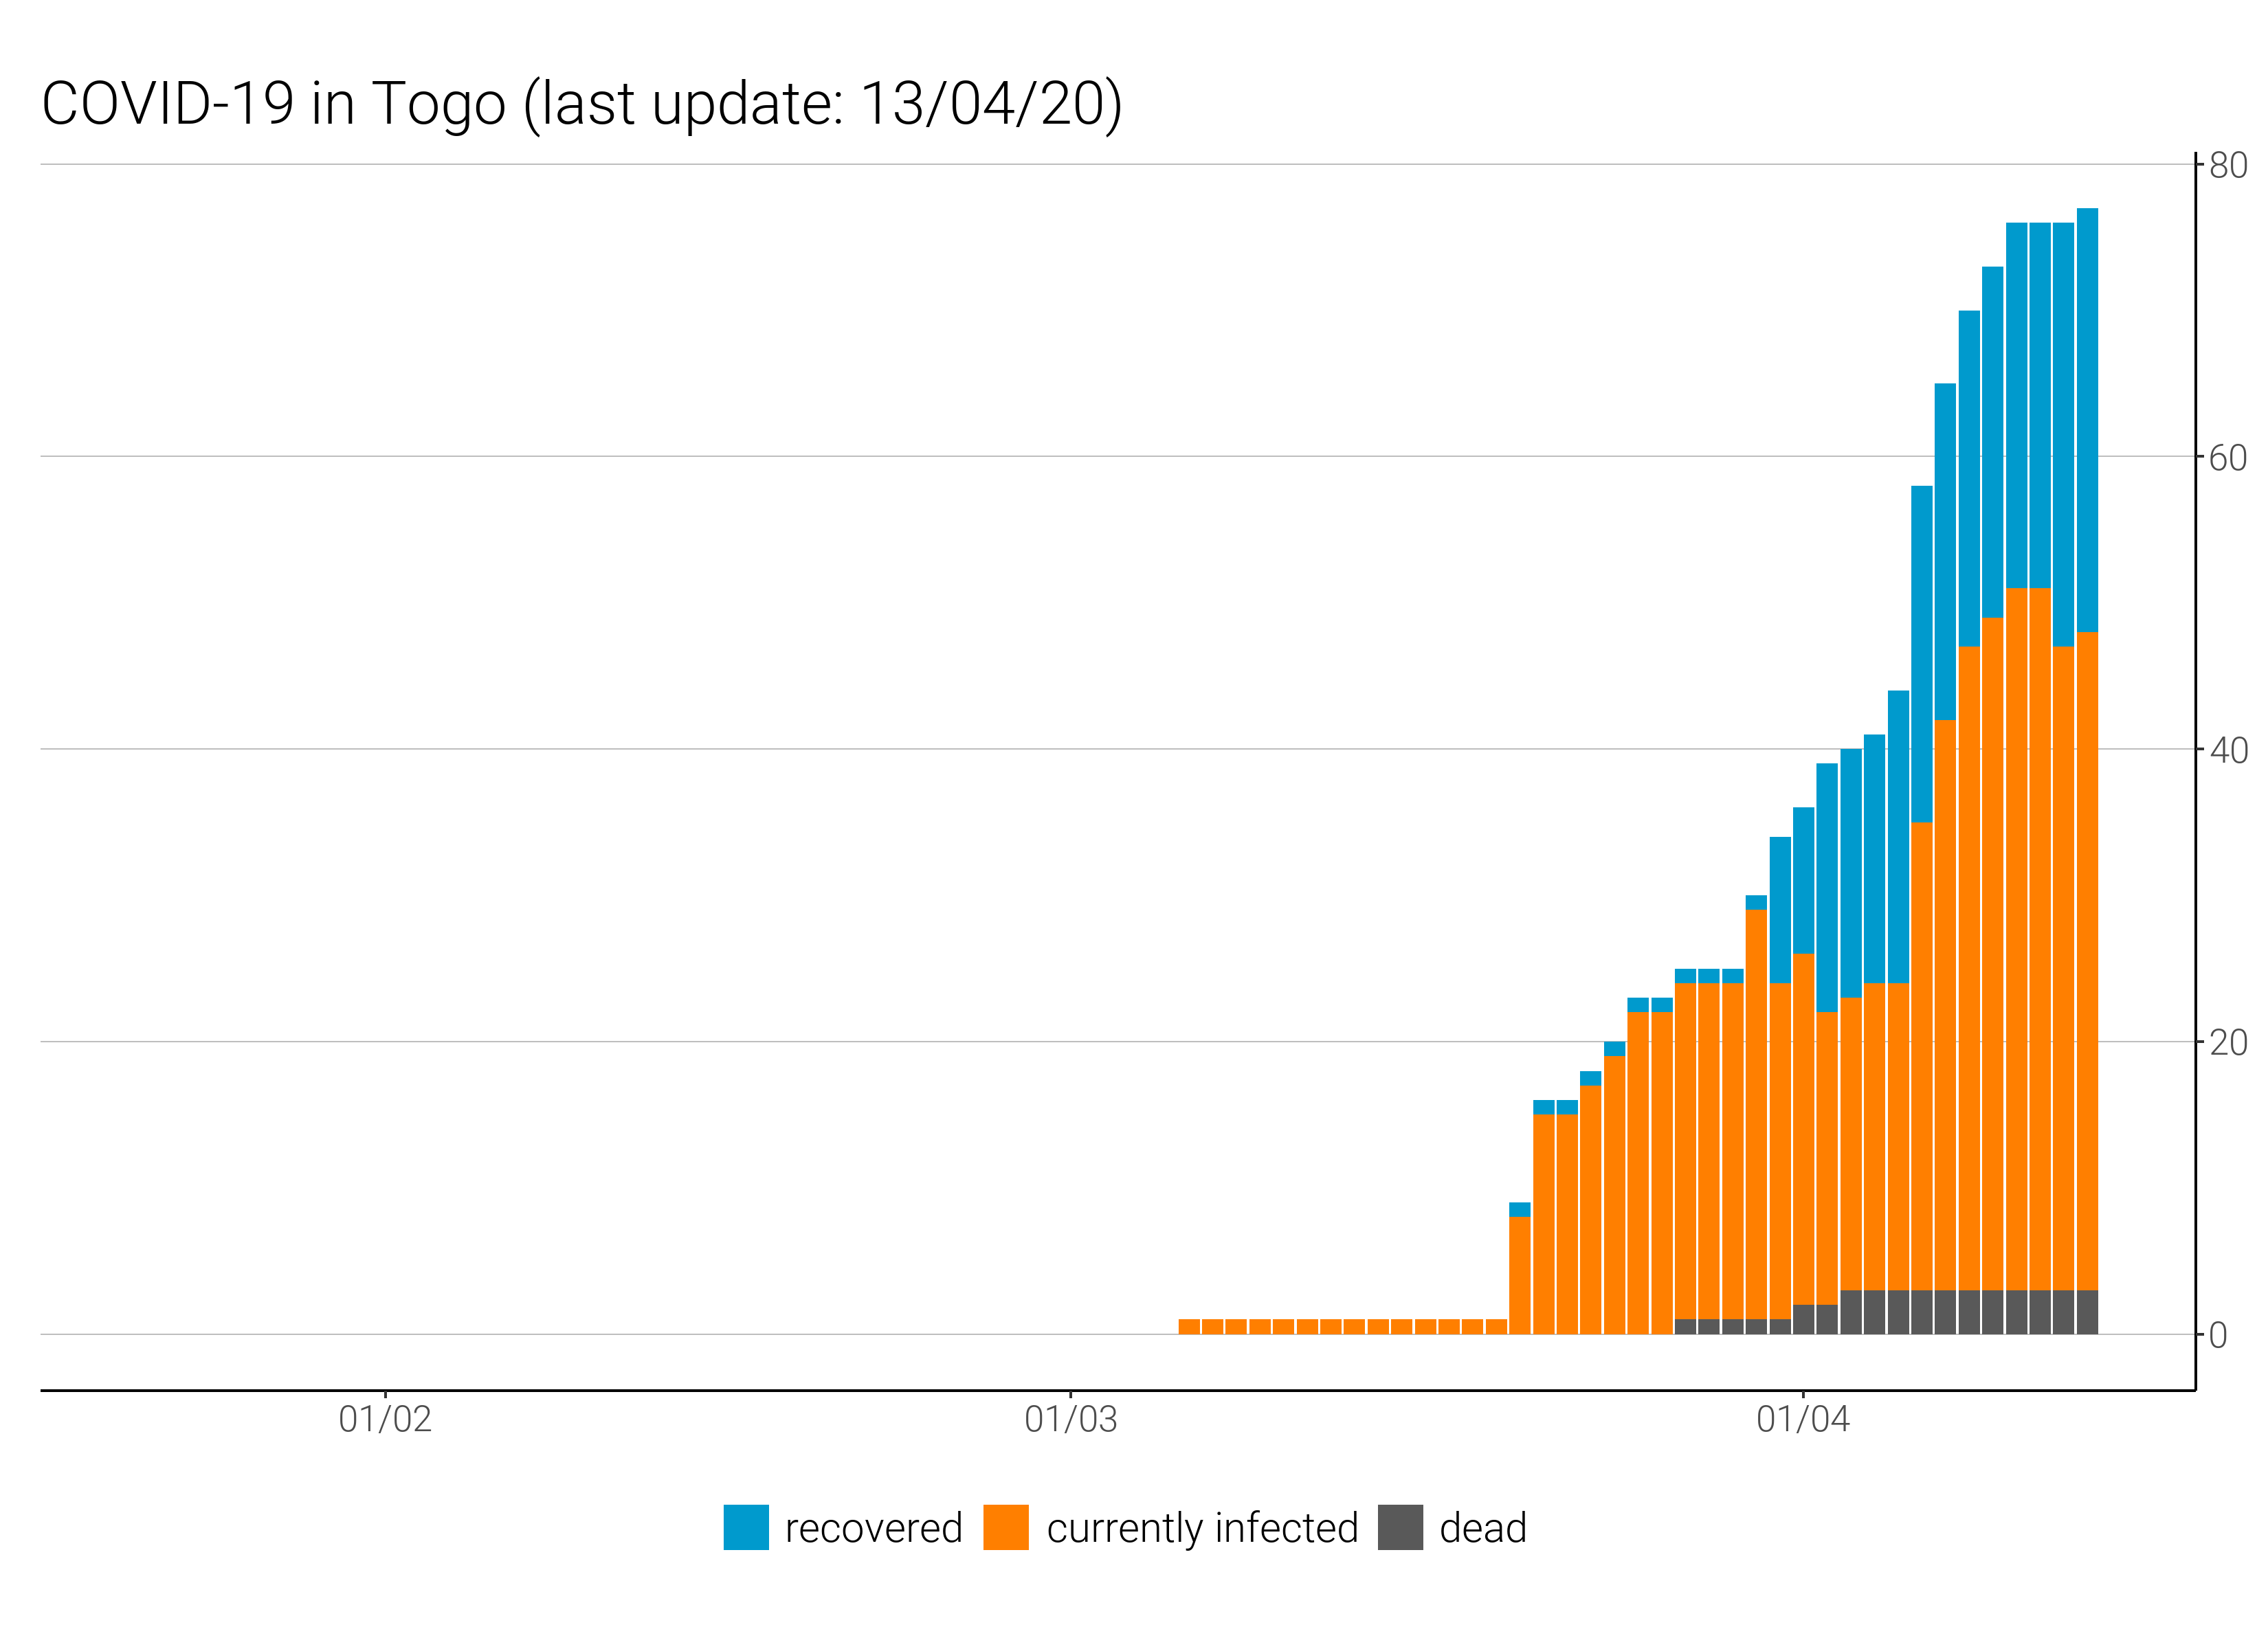 COVID-19 in Togo (last update: 13/04/20)
80
60
40
20
0
01/02 01/03 01/04
recovered currently infected dead